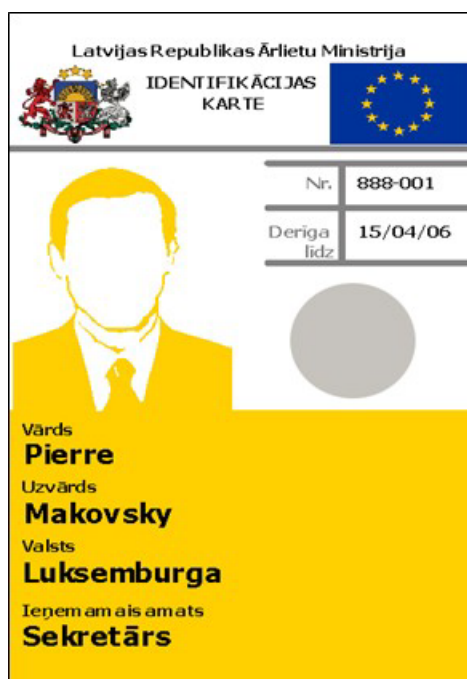 Latvijas Republikas Ārlietu Ministrija
IDENTIFIKĀCIJAS
KARTE
Nr. 888-001
Derīga līdz 15/04/06
Vārds
Pierre
Uzvārds
Makovsky
Valsts
Luksemburga
Ieņemamais amats
Sekretārs